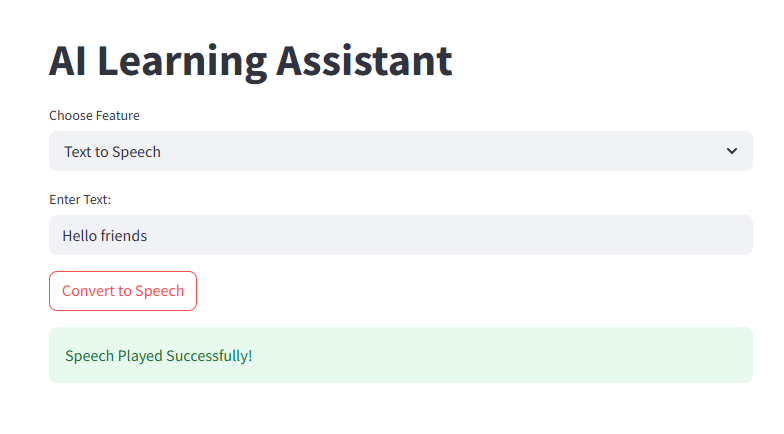 AI Learning Assistant
Choose Feature
Text to Speech
Enter Text:
Hello friends
Convert to Speech
Speech Played Successfully!